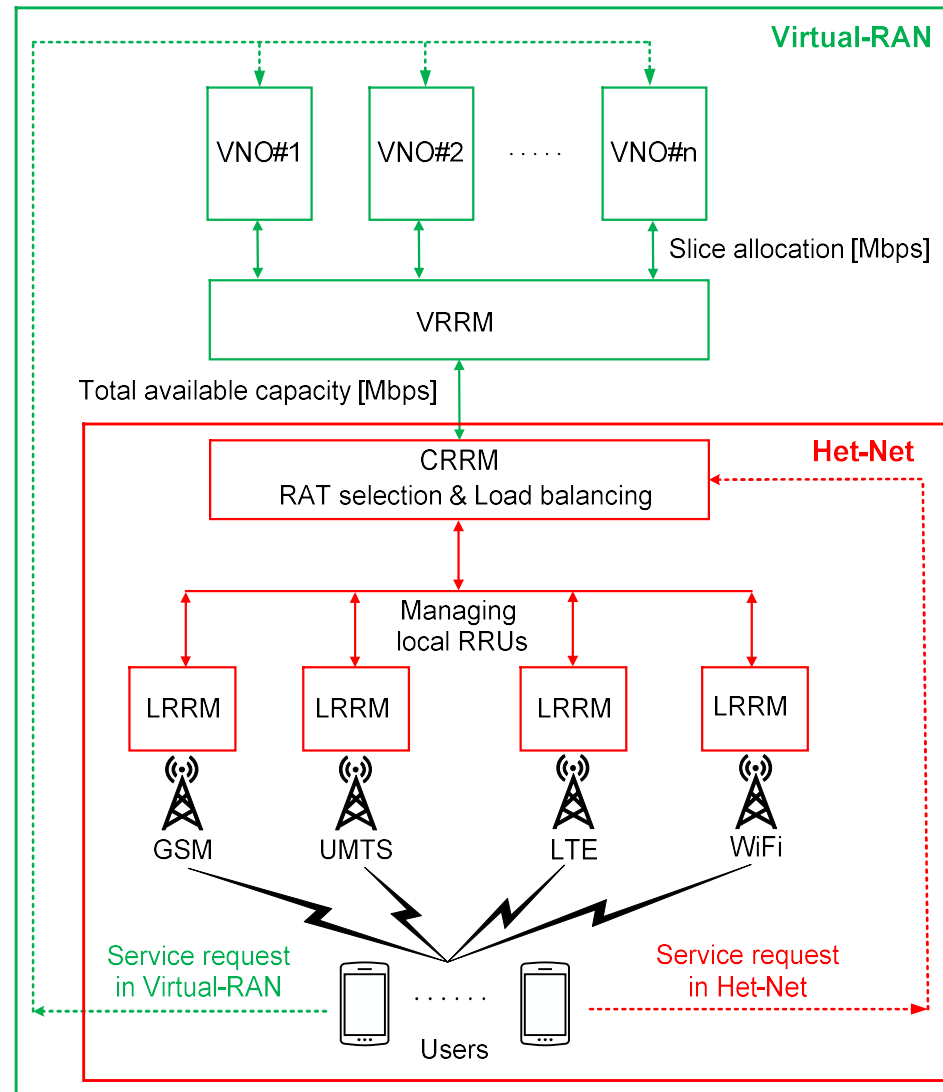 Virtual-RAN
VNO#1
VNO#2
.....
VNO#n
Slice allocation [Mbps]
VRRM
Total available capacity [Mbps]
Het-Net
CRRM
RAT selection & Load balancing
Managing
local RRUs
LRRM
LRRM
LRRM
LRRM
GSM
UMTS
LTE
WiFi
Service request
in Virtual-RAN
Service request
in Het-Net
......
Users